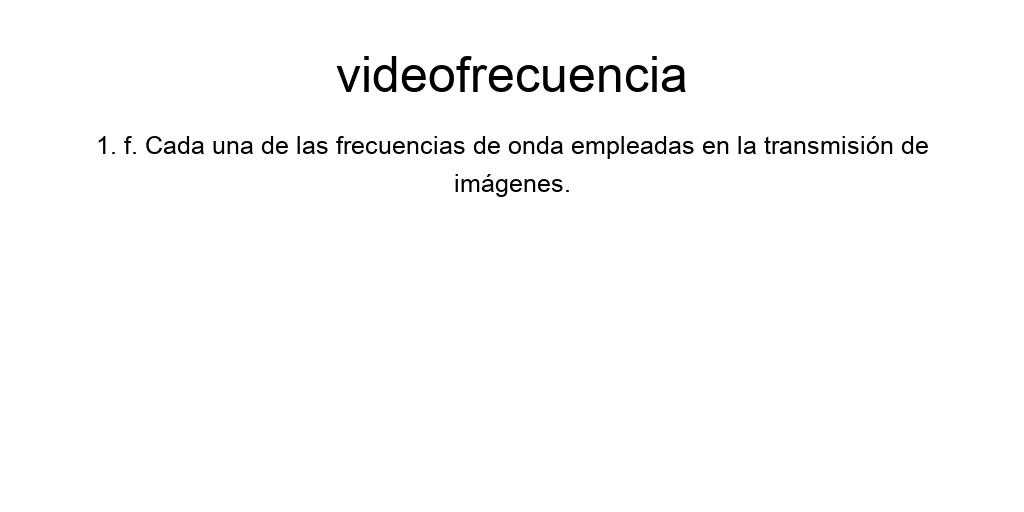 videofrecuencia
1. f. Cada una de las frecuencias de onda empleadas en la transmisión de
imágenes.